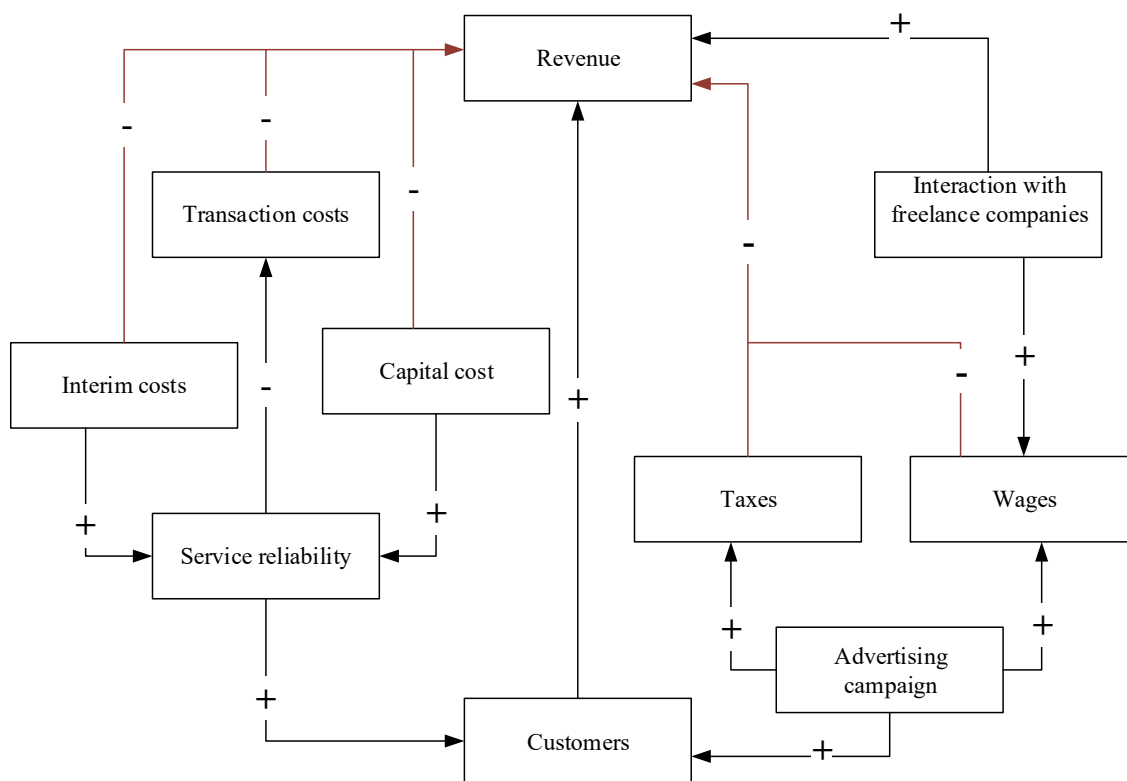 Revenue
+
-
-
-
Transaction costs
Interaction with
freelance companies
-
Interim costs
Capital cost
-
+
+
-
Taxes
Wages
+
+
Service reliability
+
+
Advertising
campaign
+
Customers
+